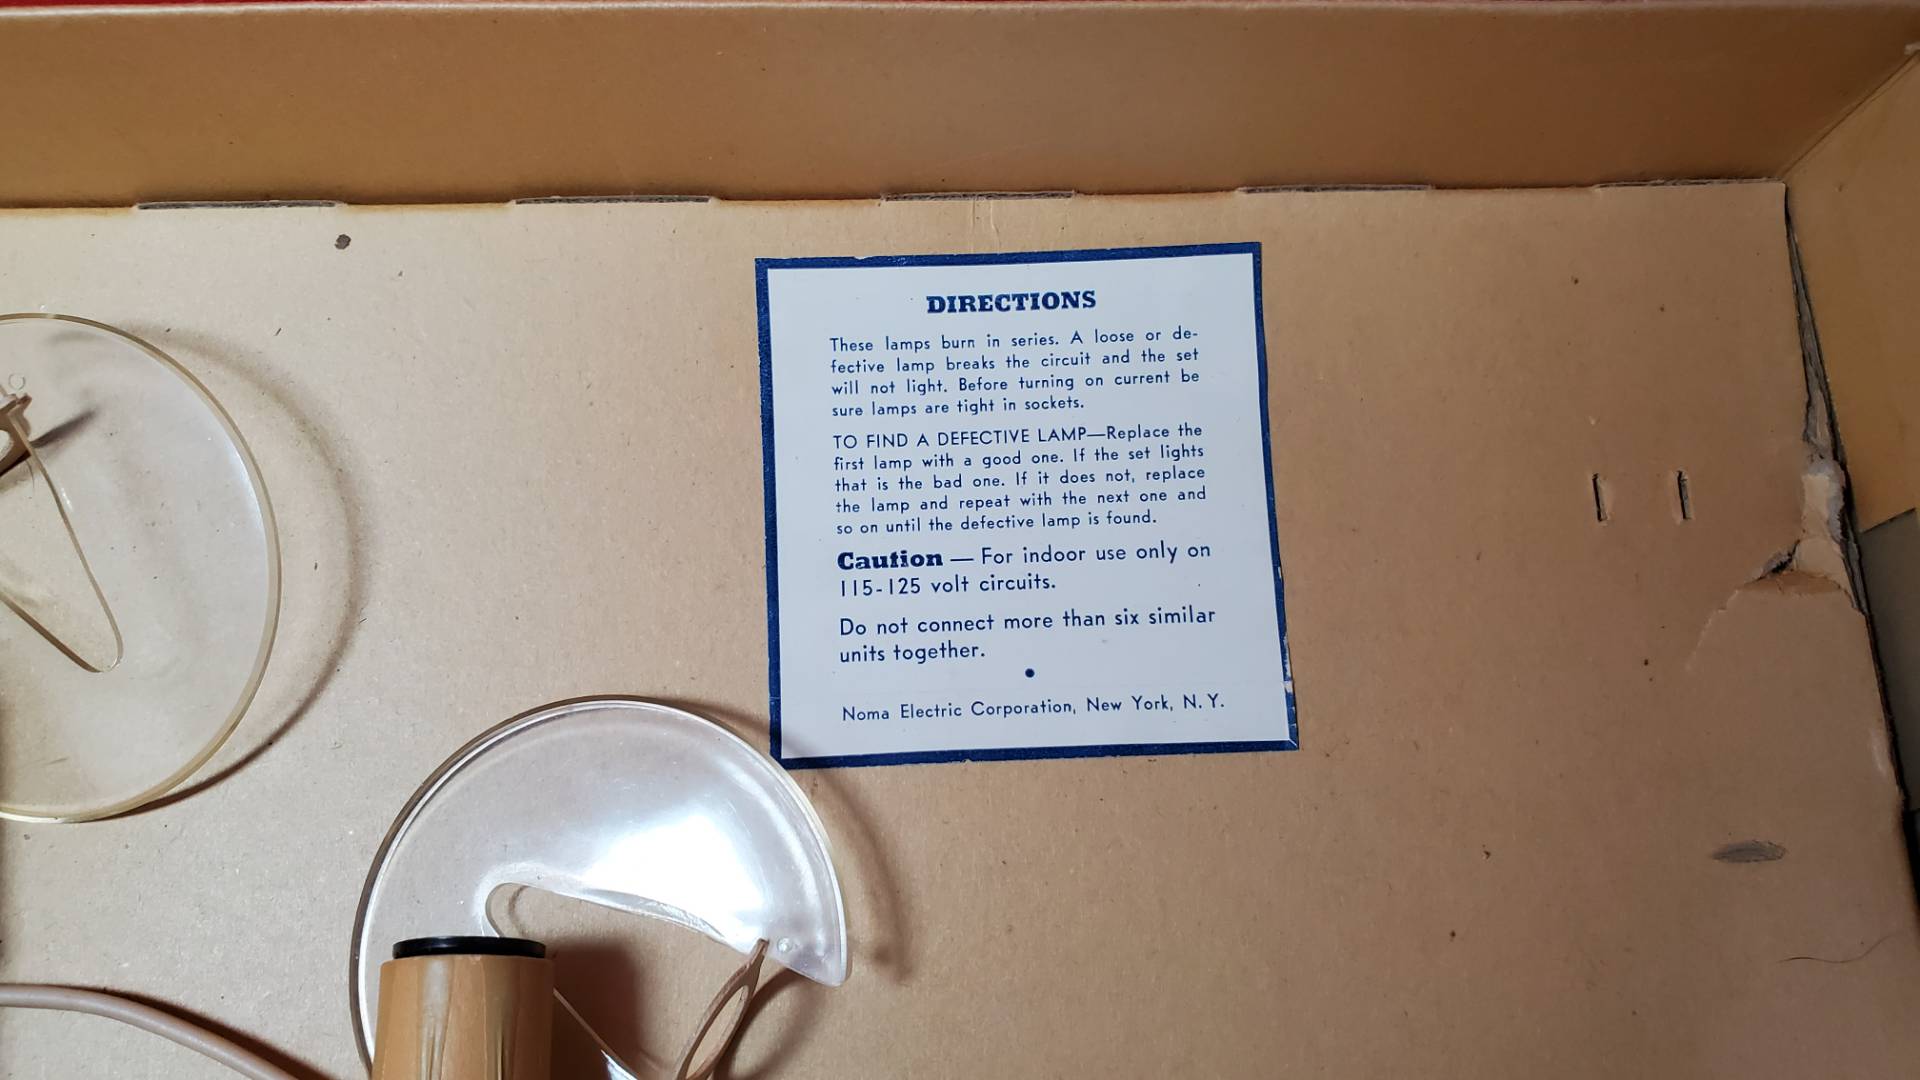 DIRECTIONS
These lamps burn in series. A loose or de-
fective lamp breaks the circuit and the set
will not light. Before turning on current be
sure lamps are tight in sockets.
TO FIND A DEFECTIVE LAMP—Replace the
first lamp with a good one. If the set lights
that is the bad one. If it does not, replace
the lamp and repeat with the next one and
so on until the defective lamp is found.
Caution — For indoor use only on
115-125 volt circuits.
Do not connect more than six similar
units together.
Noma Electric Corporation, New York, N. Y.